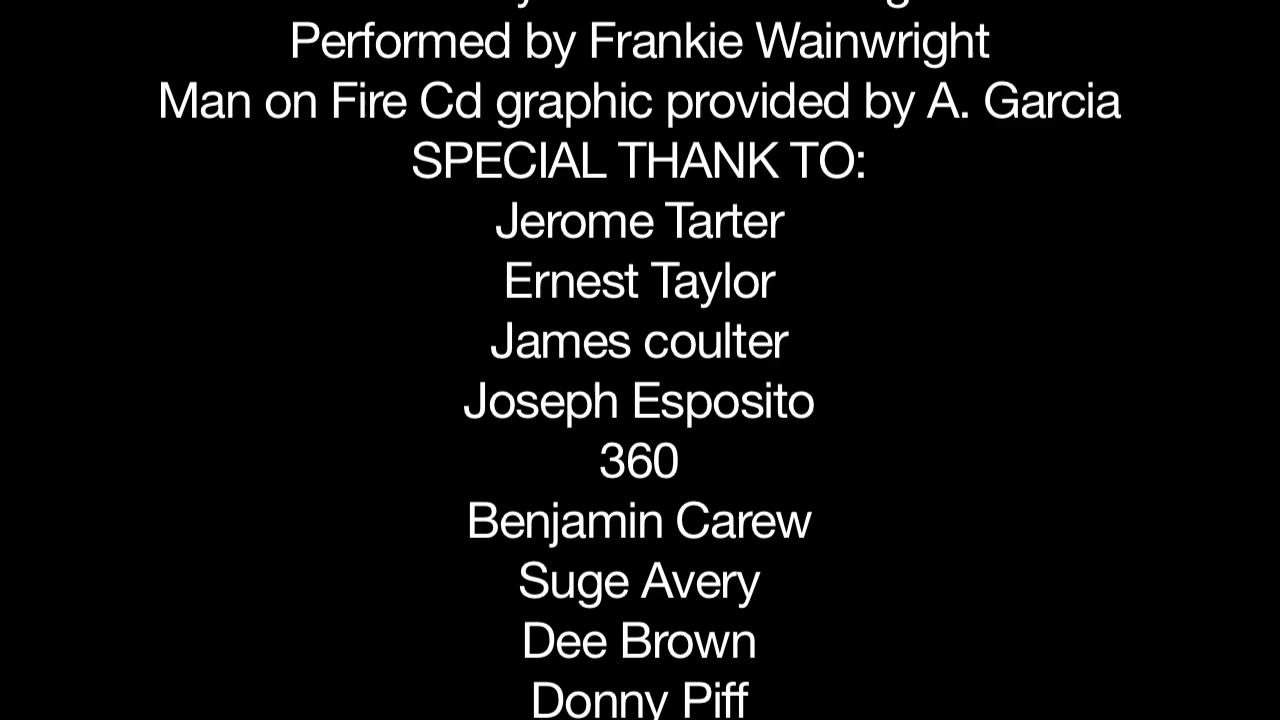 Performed by Frankie Wainwright
Man on Fire Cd graphic provided by A. Garcia
SPECIAL THANK TO:
Jerome Tarter
Ernest Taylor
James coulter
Joseph Esposito
360
Benjamin Carew
Suge Avery
Dee Brown
Donny Piff